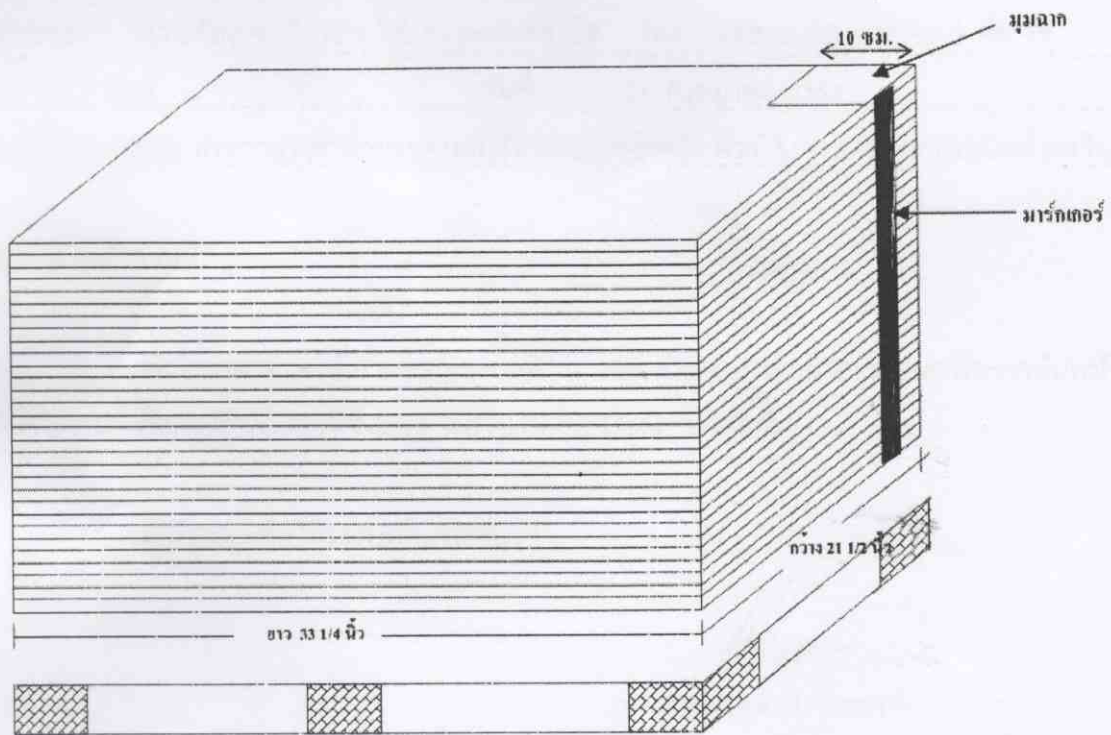 มุมฉาก
10 ซม.
มาร์กเกอร์
กว้าง 21 1/2 นิ้ว
ยาว 33 1/4 นิ้ว